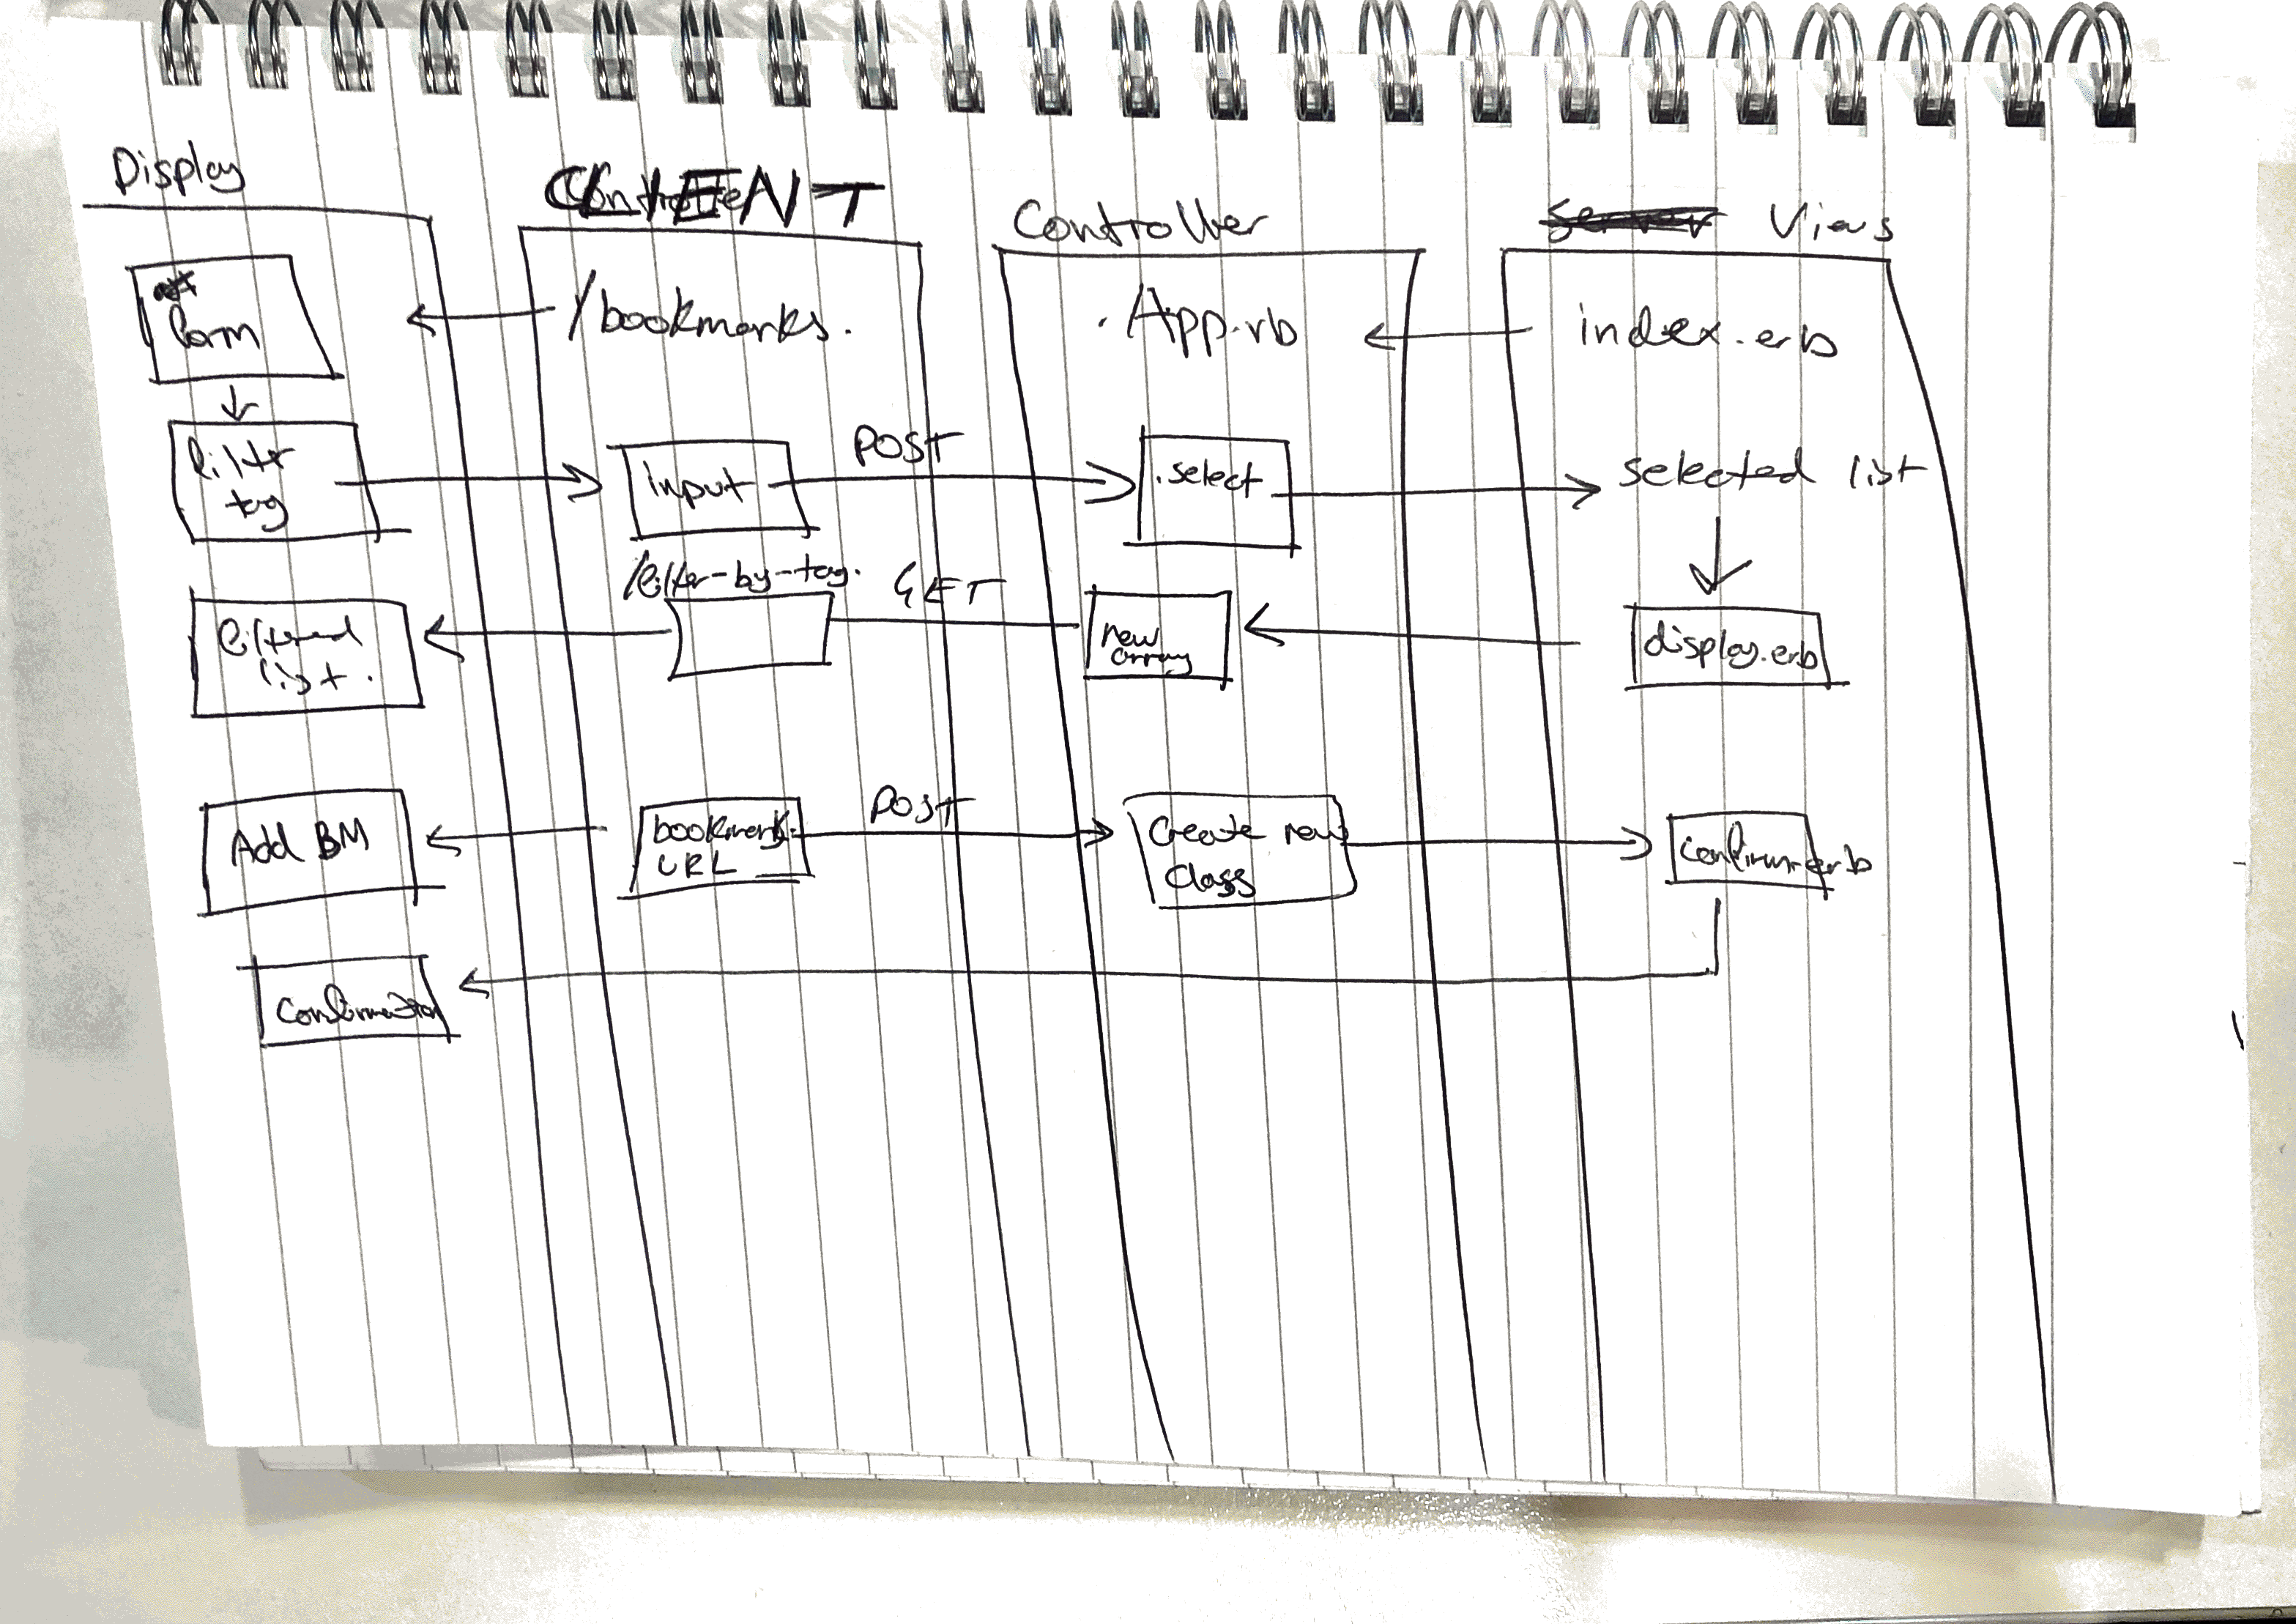 Display
CLIENT
Controller
Server Views
form
/bookmarks.
.App.rb
index.erb
filter
tag
input
POST
.select
selected list
/filter-by-tag.
GET
filtered
list.
new
array
display.erb
Add BM
bookmark
URL
POST
Create new
Class
confirm.erb
Confirmation